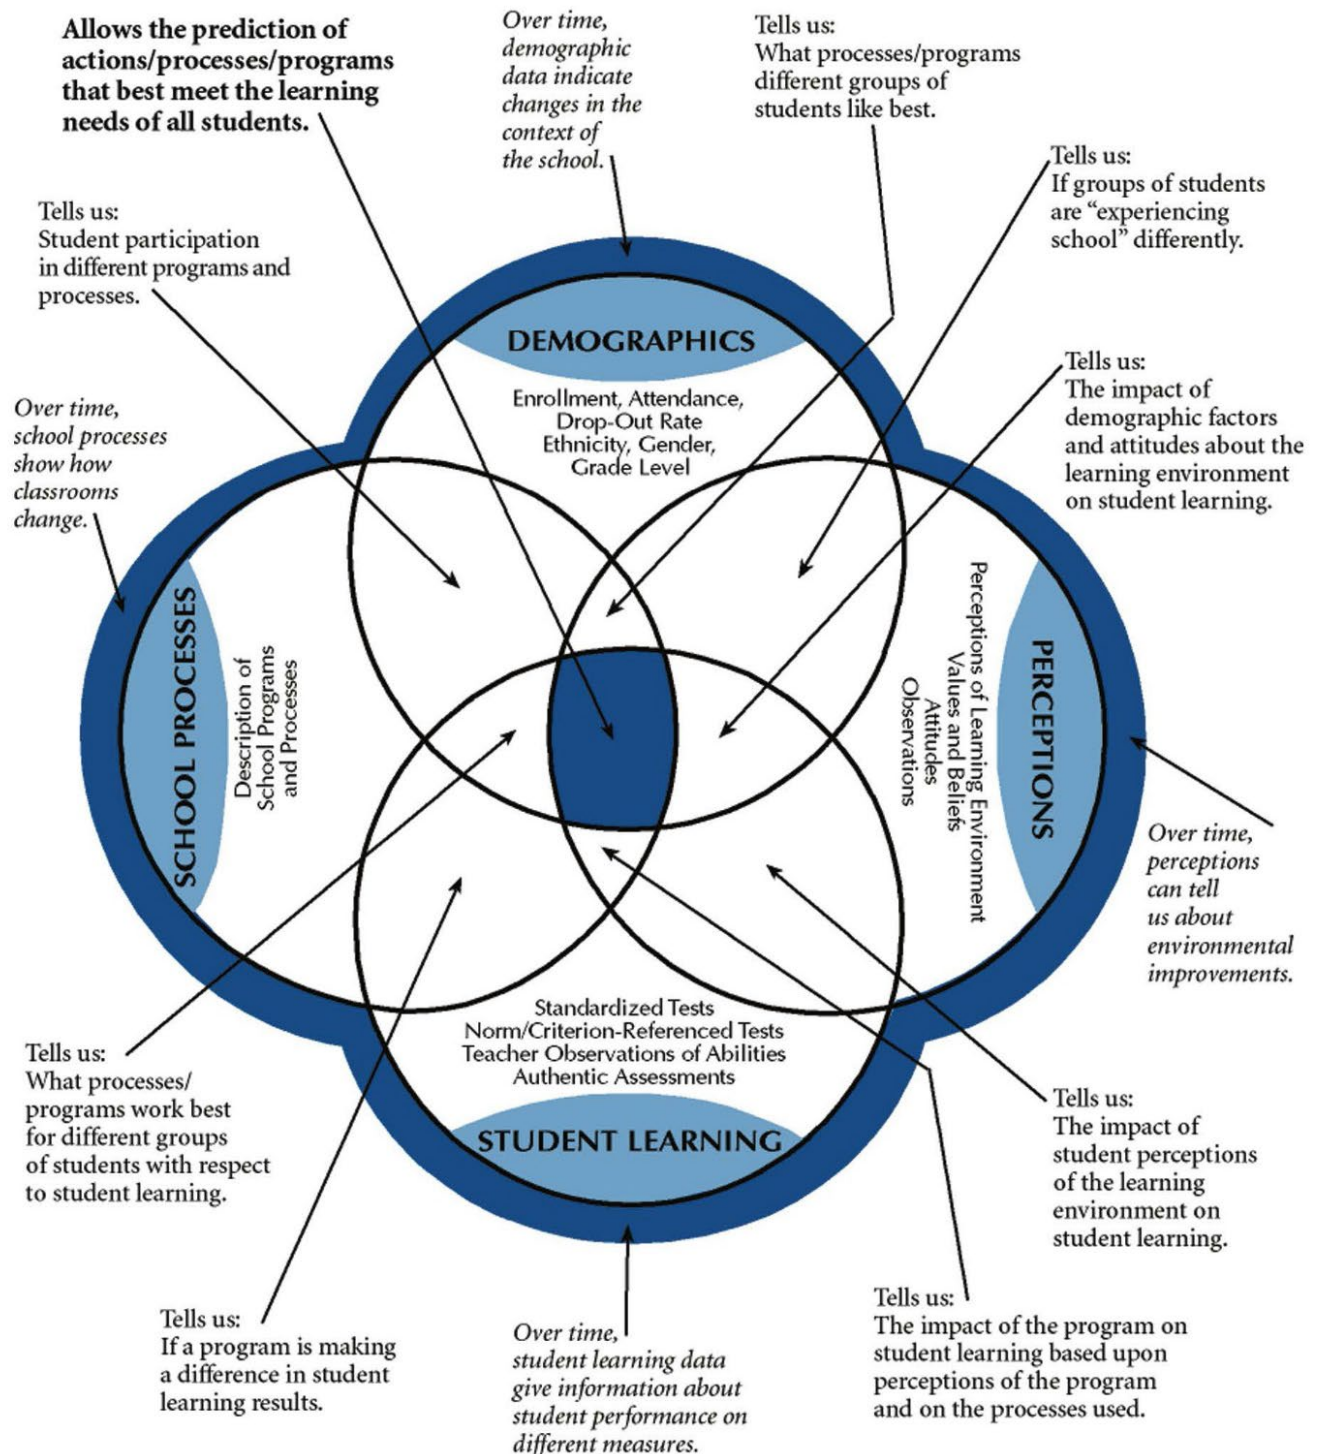 Allows the prediction of
actions/processes/programs
that best meet the learning
needs of all students.
Over time,
demographic
data indicate
changes in the
context of
the school.
Tells us:
What processes/programs
different groups of
students like best.
Tells us:
If groups of students
are “experiencing
school” differently.
Tells us:
Student participation
in different programs and
processes.
DEMOGRAPHICS
Enrollment, Attendance,
Drop-Out Rate
Ethnicity, Gender,
Grade Level
Tells us:
The impact of
demographic factors
and attitudes about the
learning environment
on student learning.
Over time,
school processes
show how
classrooms
change.
SCHOOL PROCESSES
Description of
School Programs
and Processes
PERCEPTIONS
Perceptions of Learning Environment
Values and Beliefs
Attitudes
Observations
Over time,
perceptions
can tell
us about
environmental
improvements.
Standardized Tests
Norm/Criterion-Referenced Tests
Teacher Observations of Abilities
Authentic Assessments
STUDENT LEARNING
Tells us:
What processes/
programs work best
for different groups
of students with respect
to student learning.
Tells us:
The impact of
student perceptions
of the learning
environment on
student learning.
Tells us:
If a program is making
a difference in student
learning results.
Over time,
student learning data
give information about
student performance on
different measures.
Tells us:
The impact of the program on
student learning based upon
perceptions of the program
and on the processes used.